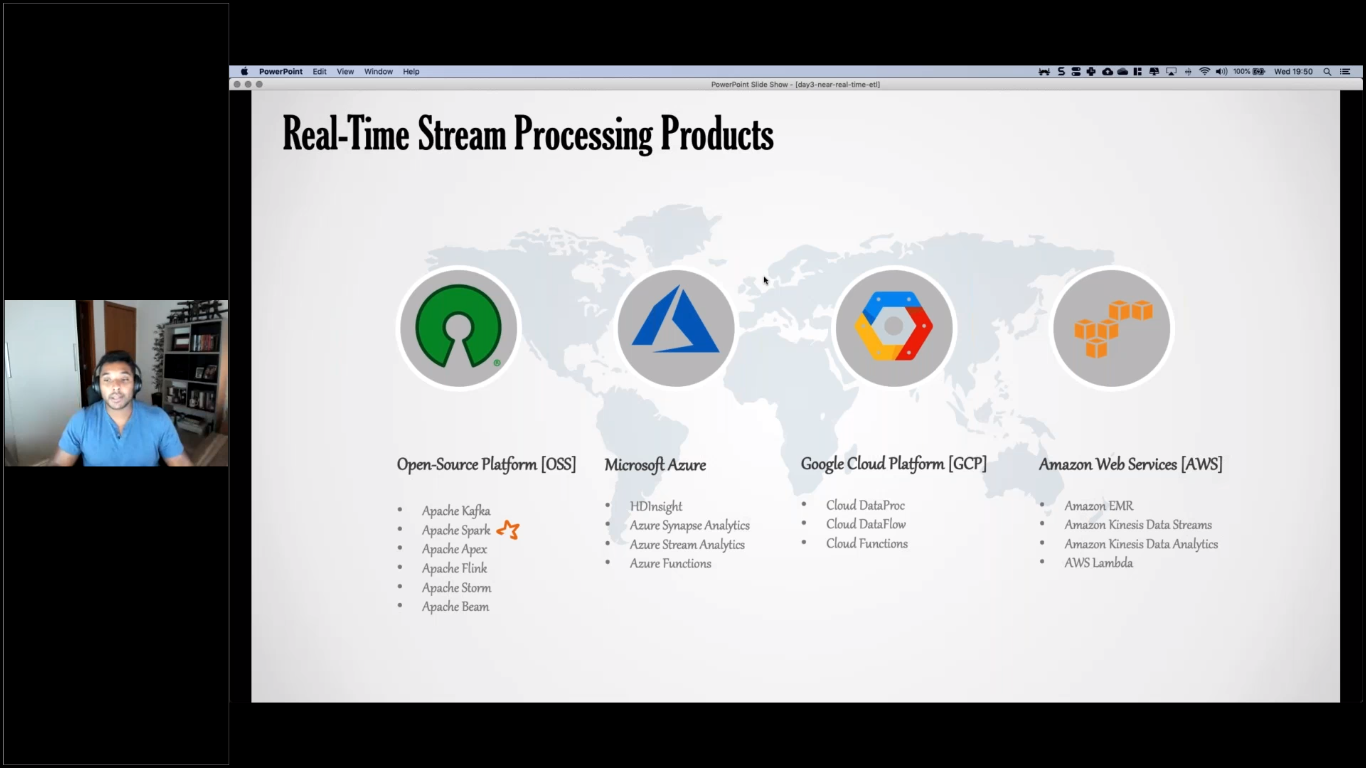 PowerPoint Edit View Window Help
100% Wed 19:50
PowerPoint Slide Show - [day3-near-real-time-etl]
Real-Time Stream Processing Products
Open-Source Platform [OSS]
• Apache Kafka
• Apache Spark
• Apache Apex
• Apache Flink
• Apache Storm
• Apache Beam
Microsoft Azure
• HDInsight
• Azure Synapse Analytics
• Azure Stream Analytics
• Azure Functions
Google Cloud Platform [GCP]
• Cloud DataProc
• Cloud DataFlow
• Cloud Functions
Amazon Web Services [AWS]
• Amazon EMR
• Amazon Kinesis Data Streams
• Amazon Kinesis Data Analytics
• AWS Lambda